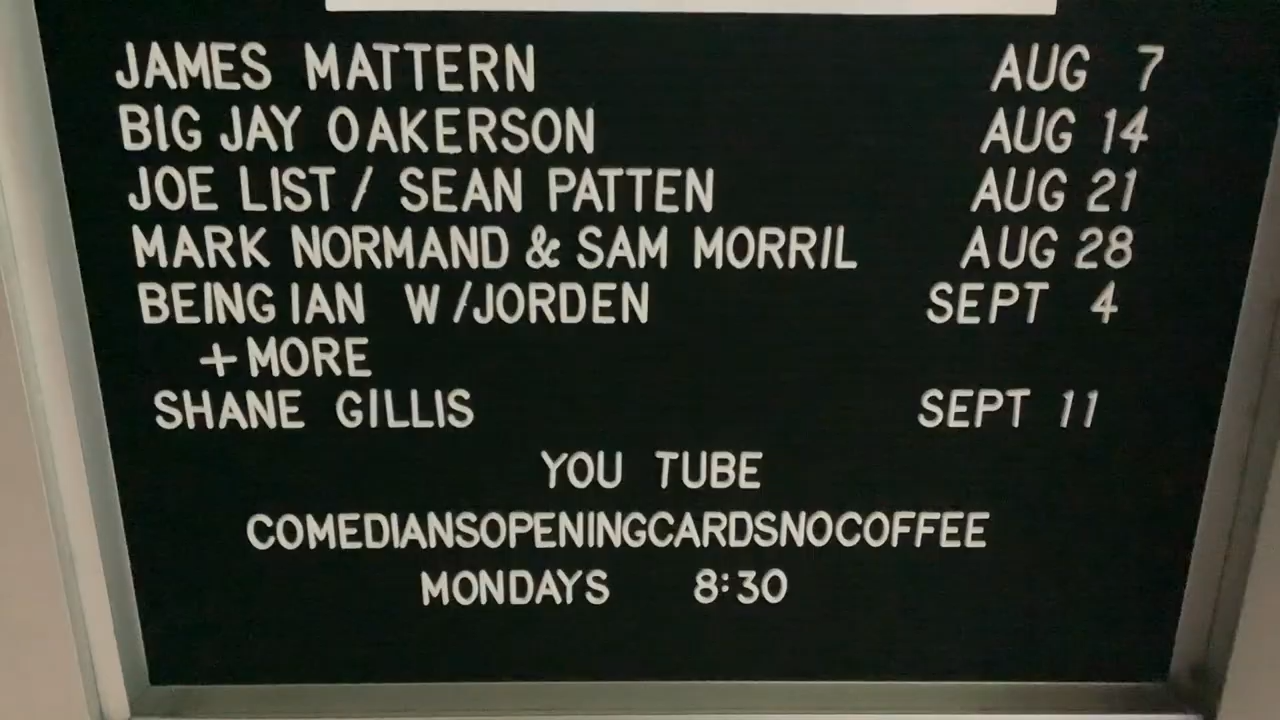 JAMES MATTERN AUG 7
BIG JAY OAKERSON AUG 14
JOE LIST / SEAN PATTEN AUG 21
MARK NORMAND & SAM MORRIL AUG 28
BEING IAN W/JORDEN SEPT 4
+MORE
SHANE GILLIS SEPT 11
YOU TUBE
COMEDIANSOPENINGCARDSNOCOFFEE
MONDAYS 8:30